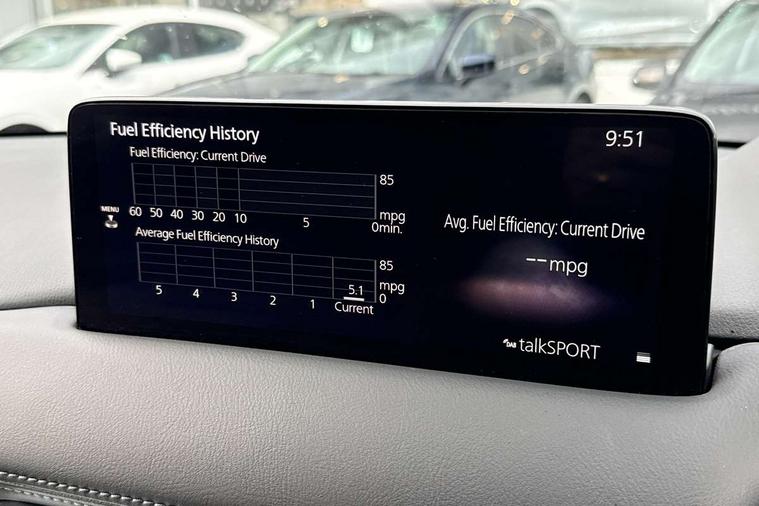 Fuel Efficiency History
9:51
Fuel Efficiency: Current Drive
85
MENU
60 50 40 30 20 10 5 0min.
mpg
Avg. Fuel Efficiency: Current Drive
--mpg
Average Fuel Efficiency History
85
mpg
5.1
0
5 4 3 2 1 Current
DAB talkSPORT